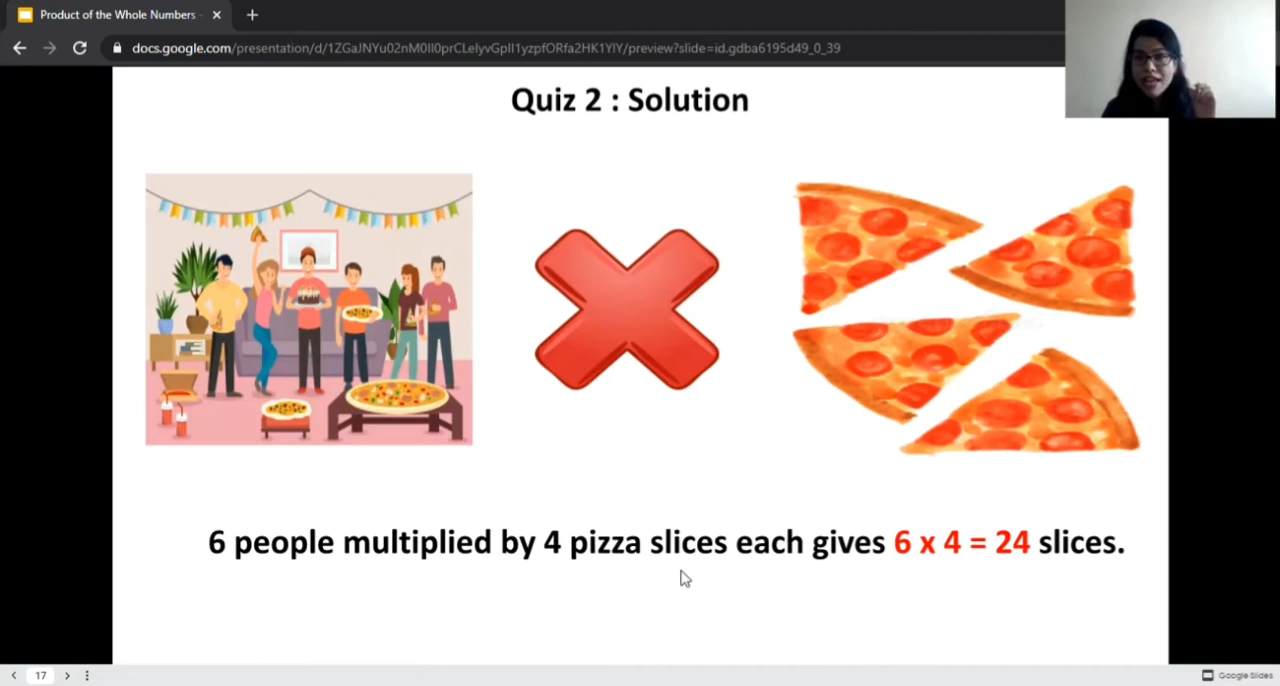 Product of the Whole Numbers -
docs.google.com/presentation/d/1ZGaJNYu02nM0Il0prCLeIyvGpII1yzpfORfa2HK1YlY/preview?slide=id.gdba6195d49_0_39
Quiz 2 : Solution
6 people multiplied by 4 pizza slices each gives 6 x 4 = 24 slices.
17
Google Slides